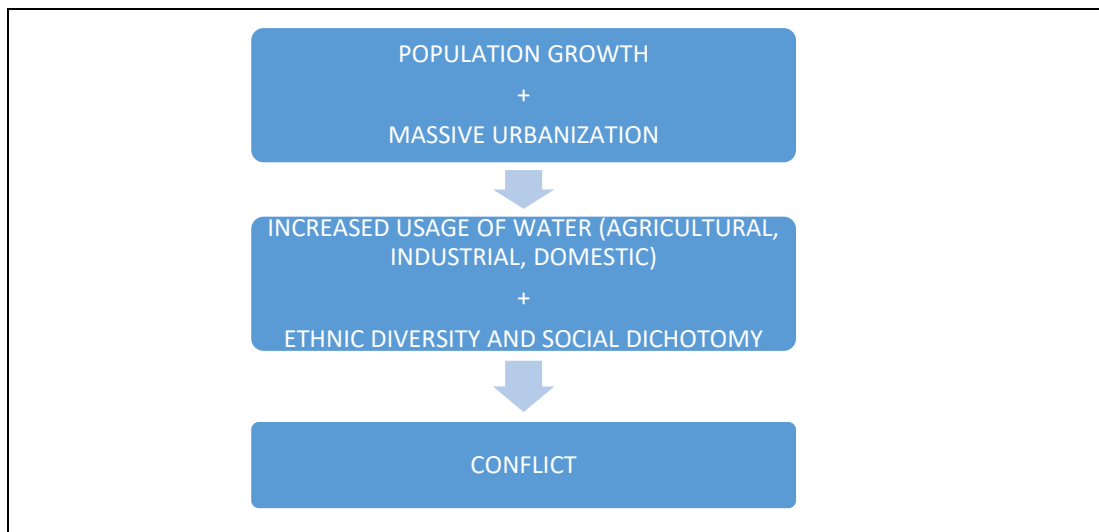 POPULATION GROWTH
+
MASSIVE URBANIZATION
INCREASED USAGE OF WATER (AGRICULTURAL,
INDUSTRIAL, DOMESTIC)
+
ETHNIC DIVERSITY AND SOCIAL DICHOTOMY
CONFLICT